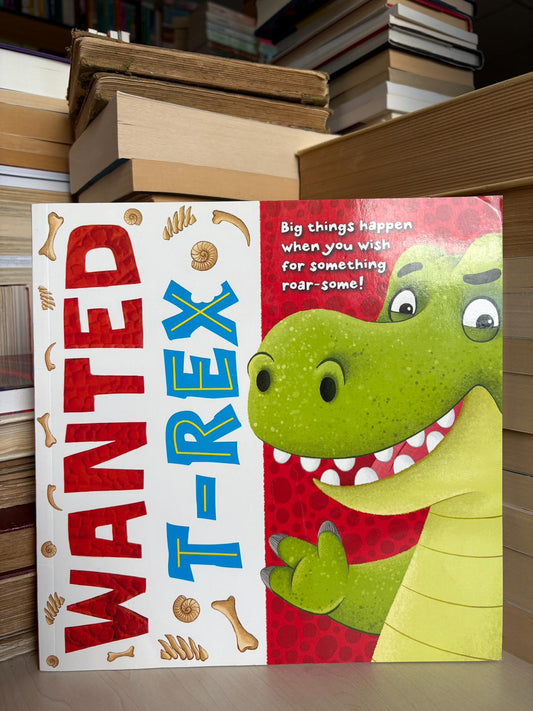 WANTED
T-REX
Big things happen
when you wish
for something
roar-some!